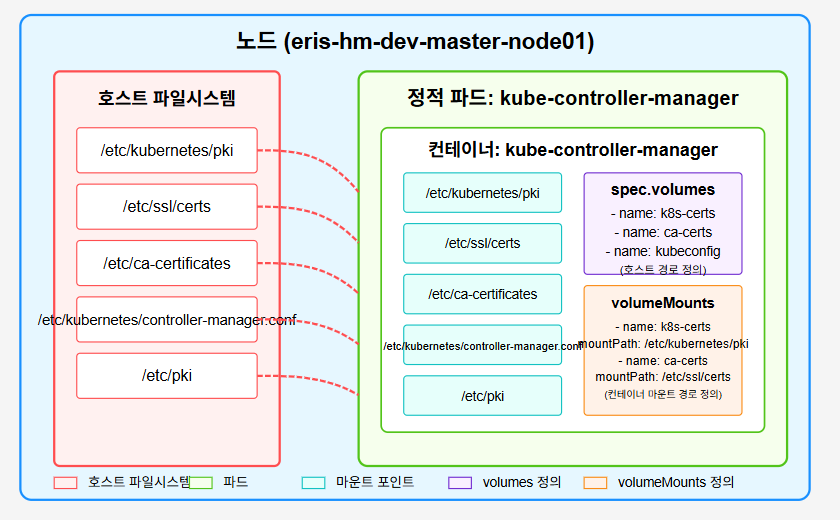 노드 (eris-hm-dev-master-node01)
호스트 파일시스템
/etc/kubernetes/pki
/etc/ssl/certs
/etc/ca-certificates
/etc/kubernetes/controller-manager.conf
/etc/pki
정적 파드: kube-controller-manager
컨테이너: kube-controller-manager
/etc/kubernetes/pki
/etc/ssl/certs
/etc/ca-certificates
/etc/kubernetes/controller-manager.conf
/etc/pki
spec.volumes
- name: k8s-certs
- name: ca-certs
- name: kubeconfig
(호스트 경로 정의)
volumeMounts
- name: k8s-certs
mountPath: /etc/kubernetes/pki
- name: ca-certs
mountPath: /etc/ssl/certs
(컨테이너 마운트 경로 정의)
호스트 파일시스템
파드
마운트 포인트
volumes 정의
volumeMounts 정의